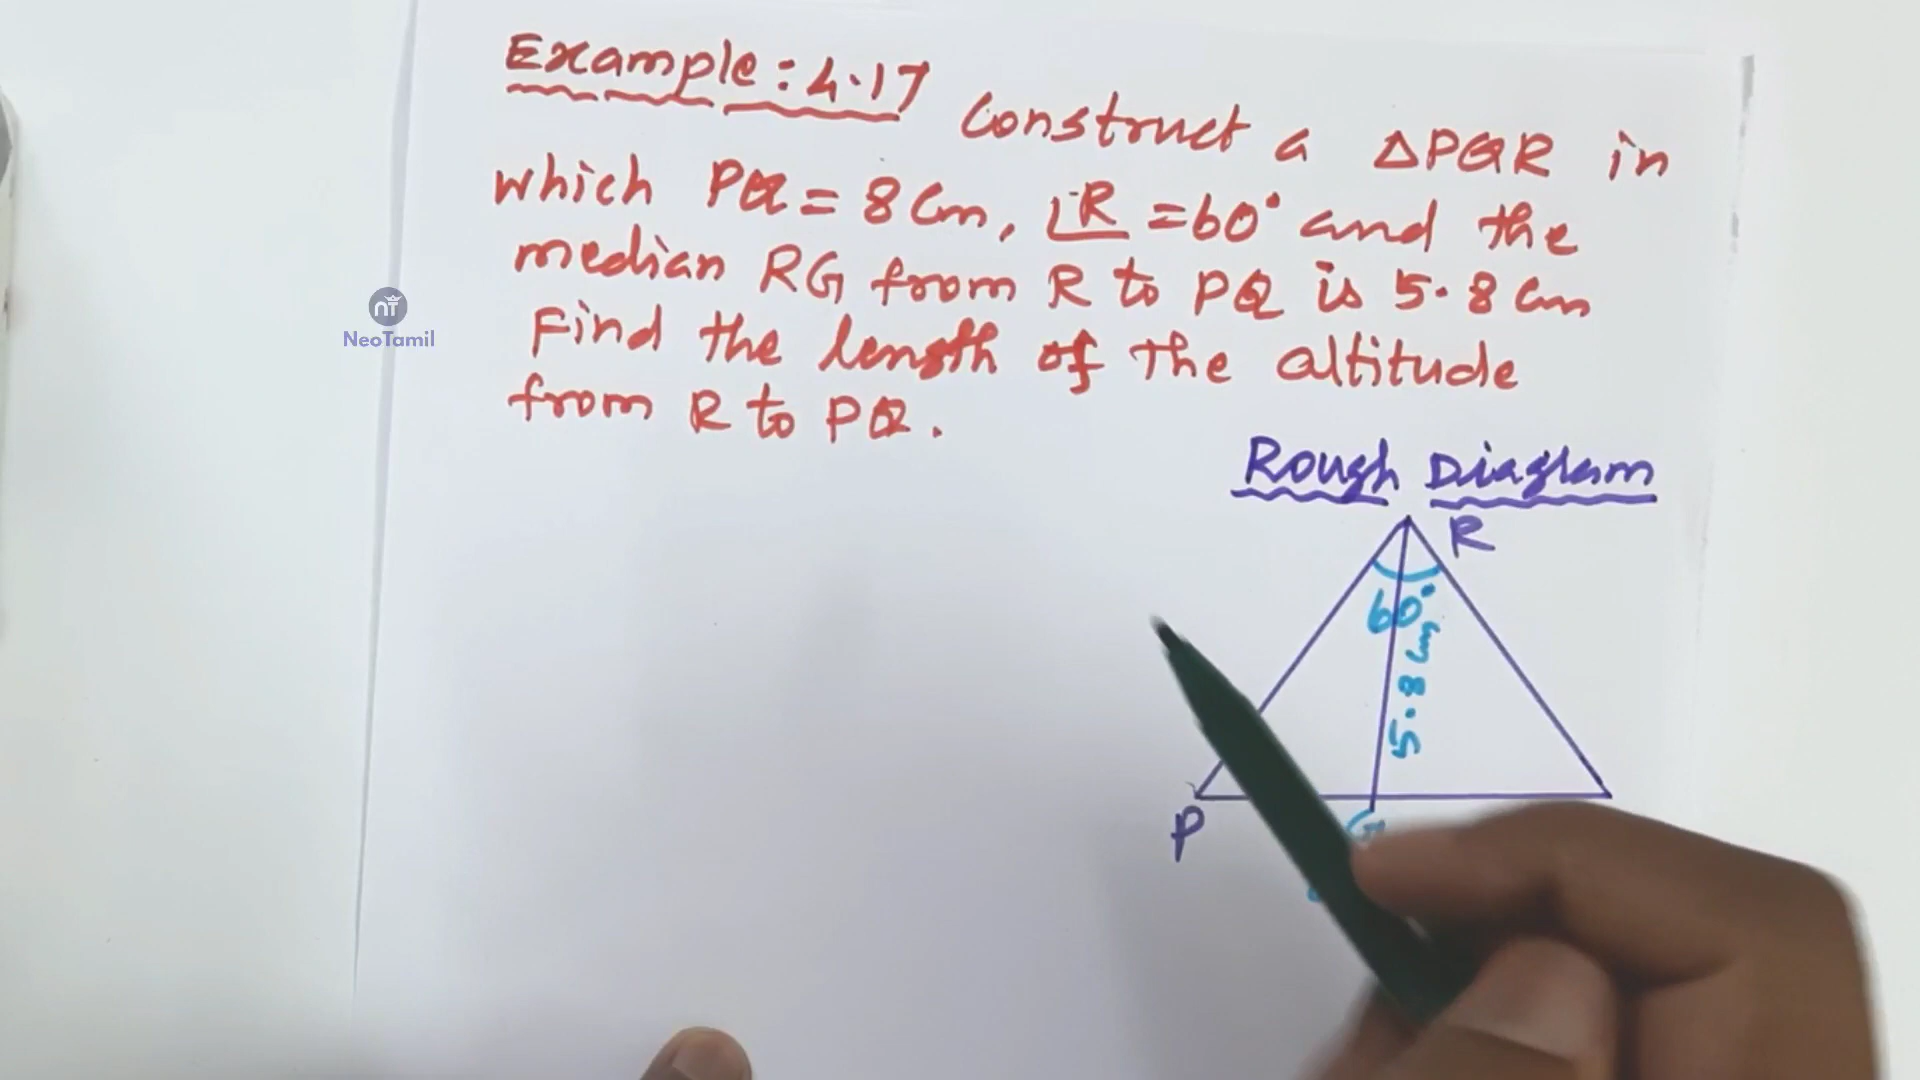 Example: 4.17 Construct a △PQR in
which PQ = 8 cm, ∠R = 60° and the
median RG from R to PQ is 5.8 cm
Find the length of the altitude
from R to PQ.
NeoTamil
Rough Diagram
R
60°
5.8 cm
P
G